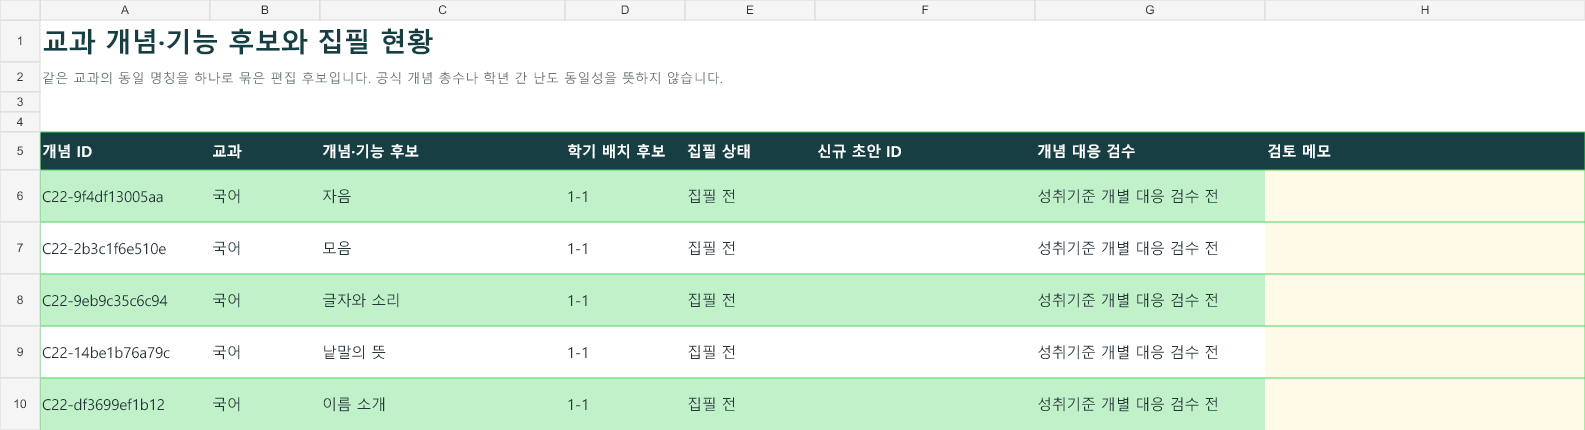 A B C D E F G H
1 교과 개념·기능 후보와 집필 현황
2 같은 교과의 동일 명칭을 하나로 묶은 편집 후보입니다. 공식 개념 총수나 학년 간 난도 동일성을 뜻하지 않습니다.
3
4
5 개념 ID 교과 개념·기능 후보 학기 배치 후보 집필 상태 신규 초안 ID 개념 대응 검수 검토 메모
6 C22-9f4df13005aa 국어 자음 1-1 집필 전 성취기준 개별 대응 검수 전
7 C22-2b3c1f6e510e 국어 모음 1-1 집필 전 성취기준 개별 대응 검수 전
8 C22-9eb9c35c6c94 국어 글자와 소리 1-1 집필 전 성취기준 개별 대응 검수 전
9 C22-14be1b76a79c 국어 낱말의 뜻 1-1 집필 전 성취기준 개별 대응 검수 전
10 C22-df3699ef1b12 국어 이름 소개 1-1 집필 전 성취기준 개별 대응 검수 전